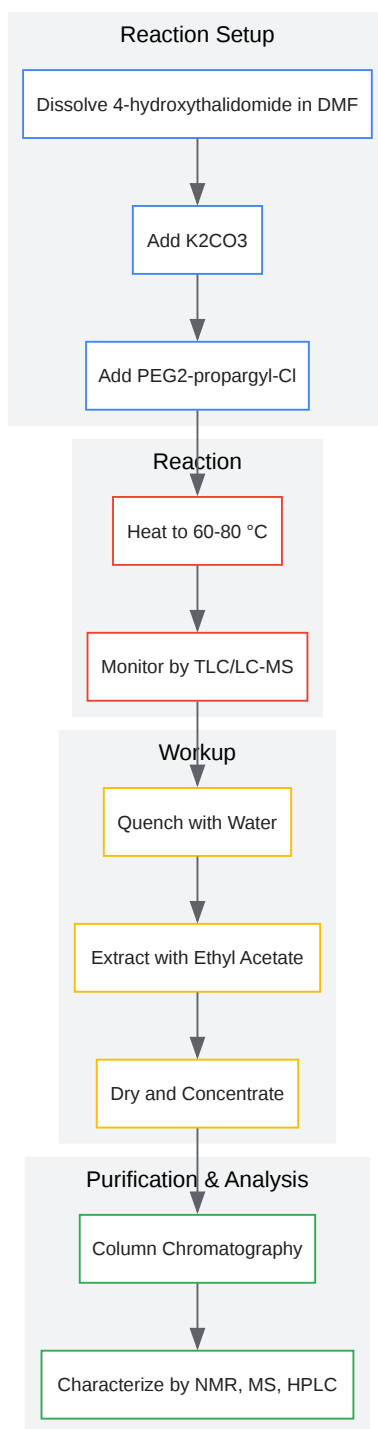 Reaction Setup
Dissolve 4-hydroxythalidomide in DMF
Add K2CO3
Add PEG2-propargyl-Cl
Reaction
Heat to 60-80 °C
Monitor by TLC/LC-MS
Workup
Quench with Water
Extract with Ethyl Acetate
Dry and Concentrate
Purification & Analysis
Column Chromatography
Characterize by NMR, MS, HPLC